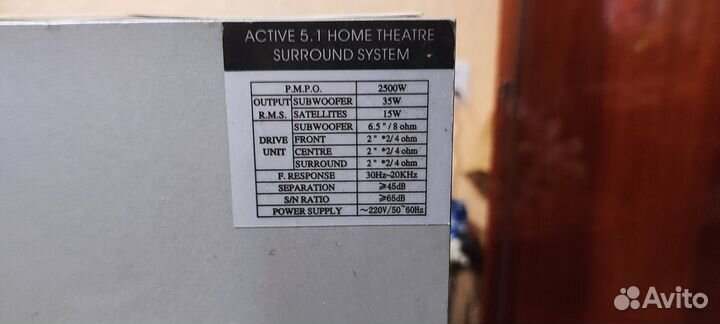 ACTIVE 5.1 HOME THEATRE
SURROUND SYSTEM
P.M.P.O. 2500W
OUTPUT SUBWOOFER 35W
R.M.S. SATELLITES 15W
SUBWOOFER 6.5 "/ 8 ohm
DRIVE FRONT 2 " *2/ 4 ohm
UNIT CENTRE 2 " *2/ 4 ohm
SURROUND 2 " *2/ 4 ohm
F. RESPONSE 30Hz~20KHz
SEPARATION ⩾45dB
S/N RATIO ⩾65dB
POWER SUPPLY ~220V/50~60Hz
Avito